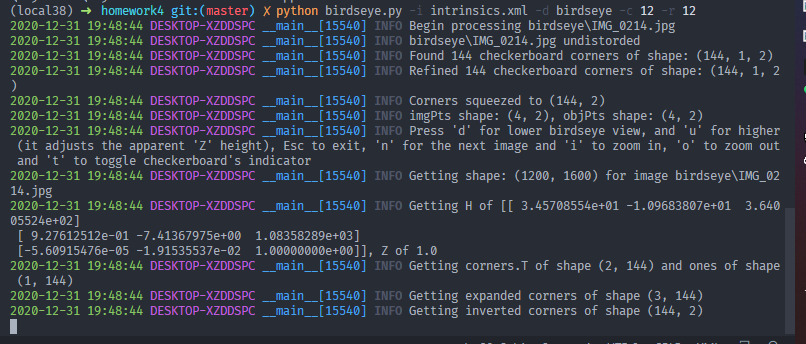 (local38) ➜ homework4 git:(master) X python birdseye.py -i intrinsics.xml -d birdseye -c 12 -r 12
2020-12-31 19:48:44 DESKTOP-XZDDSPC __main__[15540] INFO Begin processing birdseye\IMG_0214.jpg
2020-12-31 19:48:44 DESKTOP-XZDDSPC __main__[15540] INFO birdseye\IMG_0214.jpg undistorded
2020-12-31 19:48:44 DESKTOP-XZDDSPC __main__[15540] INFO Found 144 checkerboard corners of shape: (144, 1, 2)
2020-12-31 19:48:44 DESKTOP-XZDDSPC __main__[15540] INFO Refined 144 checkerboard corners of shape: (144, 1, 2
)
2020-12-31 19:48:44 DESKTOP-XZDDSPC __main__[15540] INFO Corners squeezed to (144, 2)
2020-12-31 19:48:44 DESKTOP-XZDDSPC __main__[15540] INFO imgPts shape: (4, 2), objPts shape: (4, 2)
2020-12-31 19:48:44 DESKTOP-XZDDSPC __main__[15540] INFO Press 'd' for lower birdseye view, and 'u' for higher
(it adjusts the apparent 'Z' height), Esc to exit, 'n' for the next image and 'i' to zoom in, 'o' to zoom out
and 't' to toggle checkerboard's indicator
2020-12-31 19:48:44 DESKTOP-XZDDSPC __main__[15540] INFO Getting shape: (1200, 1600) for image birdseye\IMG_02
14.jpg
2020-12-31 19:48:44 DESKTOP-XZDDSPC __main__[15540] INFO Getting H of [[ 3.45708554e+01 -1.09683807e+01 3.640
05524e+02]
[ 9.27612512e-01 -7.41367975e+00 1.08358289e+03]
[-5.60915476e-05 -1.91535537e-02 1.00000000e+00]], Z of 1.0
2020-12-31 19:48:44 DESKTOP-XZDDSPC __main__[15540] INFO Getting corners.T of shape (2, 144) and ones of shape
(1, 144)
2020-12-31 19:48:44 DESKTOP-XZDDSPC __main__[15540] INFO Getting expanded corners of shape (3, 144)
2020-12-31 19:48:44 DESKTOP-XZDDSPC __main__[15540] INFO Getting inverted corners of shape (144, 2)